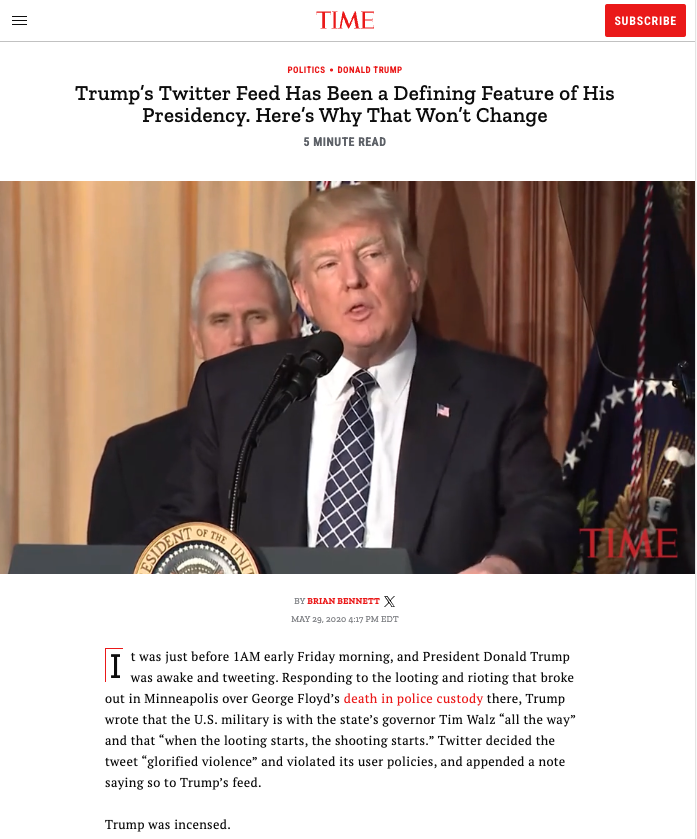 TIME
SUBSCRIBE
POLITICS • DONALD TRUMP
Trump's Twitter Feed Has Been a Defining Feature of His
Presidency. Here's Why That Won't Change
5 MINUTE READ
SIDENT OF THE UNIT
TIME
BY BRIAN BENNETT
MAY 29, 2020 4:17 PM EDT
It was just before 1AM early Friday morning, and President Donald Trump
was awake and tweeting. Responding to the looting and rioting that broke
out in Minneapolis over George Floyd's death in police custody there, Trump
wrote that the U.S. military is with the state's governor Tim Walz “all the way”
and that “when the looting starts, the shooting starts.” Twitter decided the
tweet “glorified violence” and violated its user policies, and appended a note
saying so to Trump's feed.
Trump was incensed.